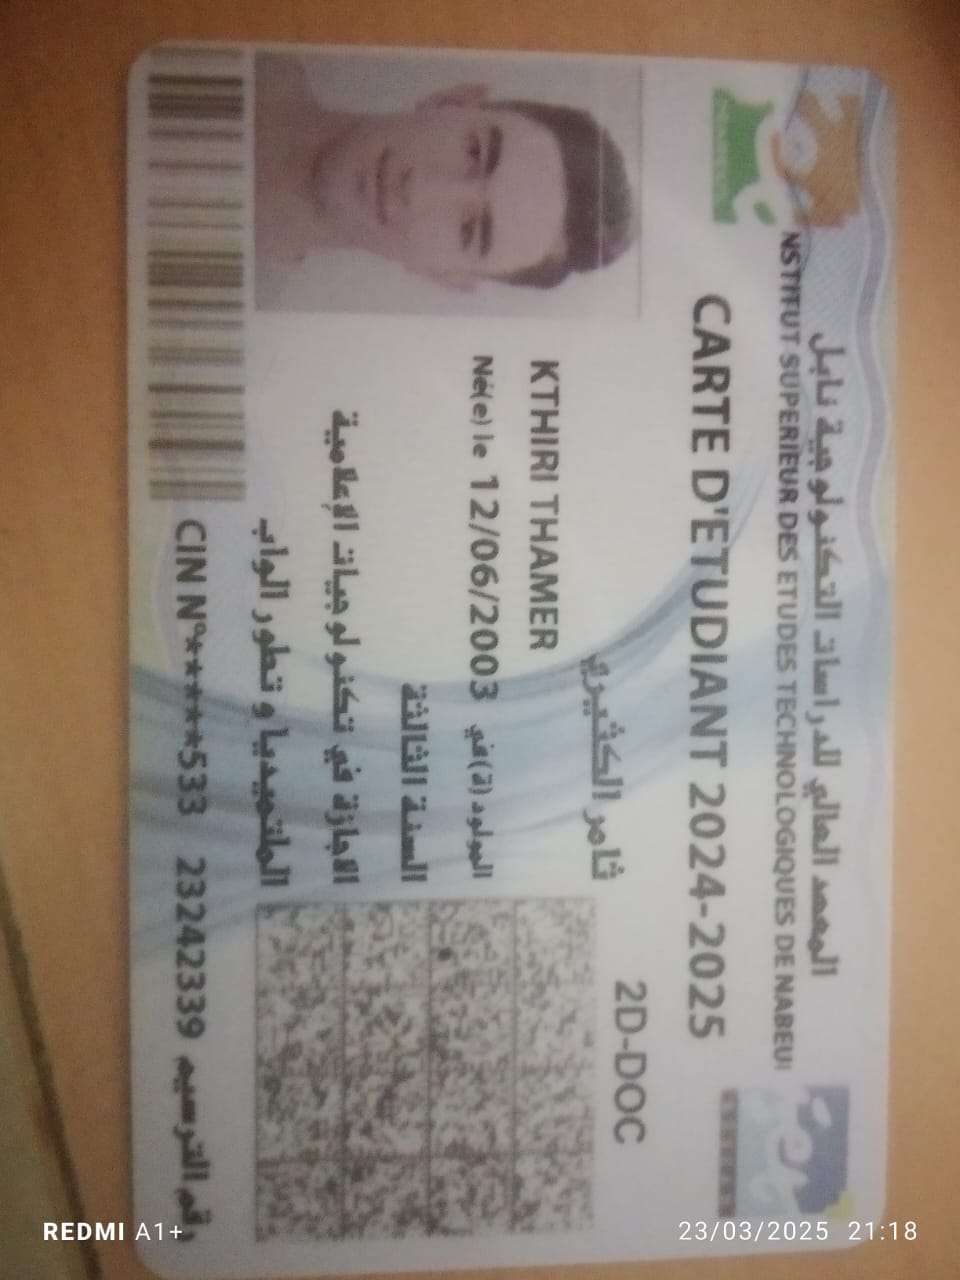 المعهد العالي للدراسات التكنولوجية بنابل
NSTITUT SUPERIEUR DES ETUDES TECHNOLOGIQUES DE NABEUL
CARTE D'ETUDIANT 2024-2025
2D-DOC
ثامر الكثيري
KTHIRI THAMER
Né(e) le 12/06/2003 المولود(ة) في
السنة الثالثة
الاجازة في تكنولوجيات الإعلامية
الملتيميديا و تطوير الواب
CIN N°*****533 23242339 رقم الترسيم
REDMI A1+
23/03/2025 21:18